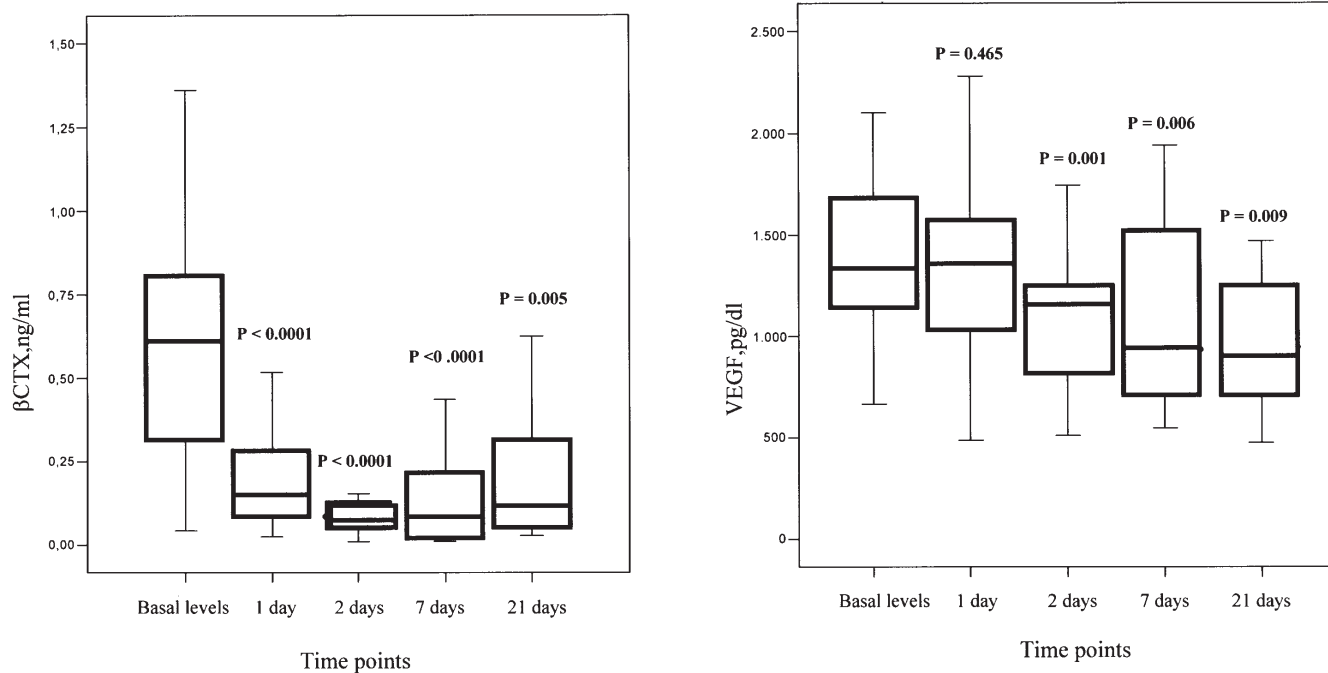 1,50
1,25
1,00
0,75
0,50
0,25
0,00
βCTX,ng/ml
P < 0.0001
P < 0.0001
P <0 .0001
P = 0.005
Basal levels 1 day 2 days 7 days 21 days
Time points
2.500
2.000
1.500
1.000
500
0
VEGF,pg/dl
P = 0.465
P = 0.001
P = 0.006
P = 0.009
Basal levels 1 day 2 days 7 days 21 days
Time points